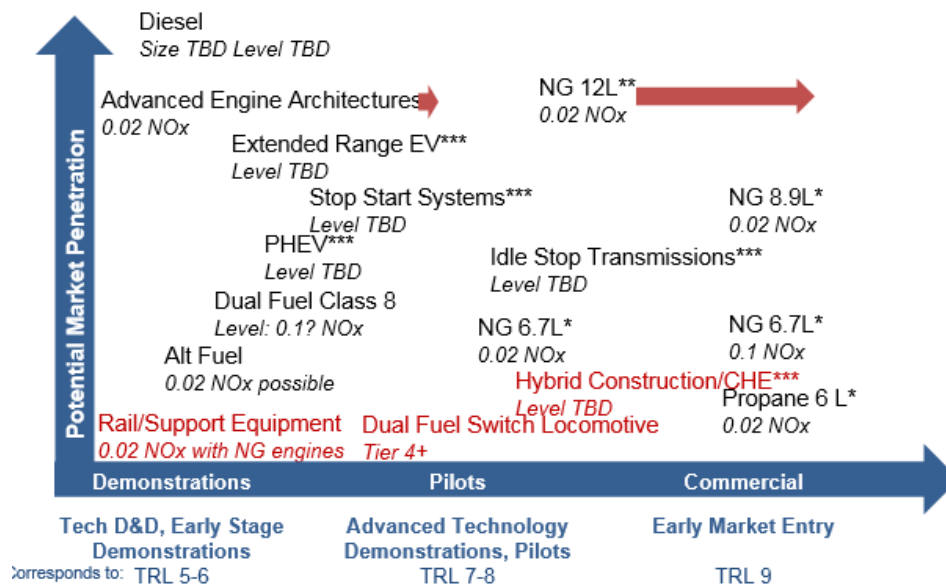 Diesel
Size TBD Level TBD
NG 12L**
0.02 NOx
Advanced Engine Architectures
0.02 NOx
Extended Range EV***
Level TBD
Stop Start Systems***
Level TBD
NG 8.9L*
0.02 NOx
PHEV***
Level TBD
Idle Stop Transmissions***
Level TBD
Dual Fuel Class 8
Level: 0.1? NOx
NG 6.7L*
0.02 NOx
NG 6.7L*
0.1 NOx
Alt Fuel
0.02 NOx possible
Hybrid Construction/CHE***
Level TBD
Propane 6 L*
0.02 NOx
Rail/Support Equipment
0.02 NOx with NG engines
Dual Fuel Switch Locomotive
Tier 4+
Potential Market Penetration
Demonstrations Pilots Commercial
Tech D&D, Early Stage
Demonstrations
Advanced Technology
Demonstrations, Pilots
Early Market Entry
Corresponds to: TRL 5-6 TRL 7-8 TRL 9